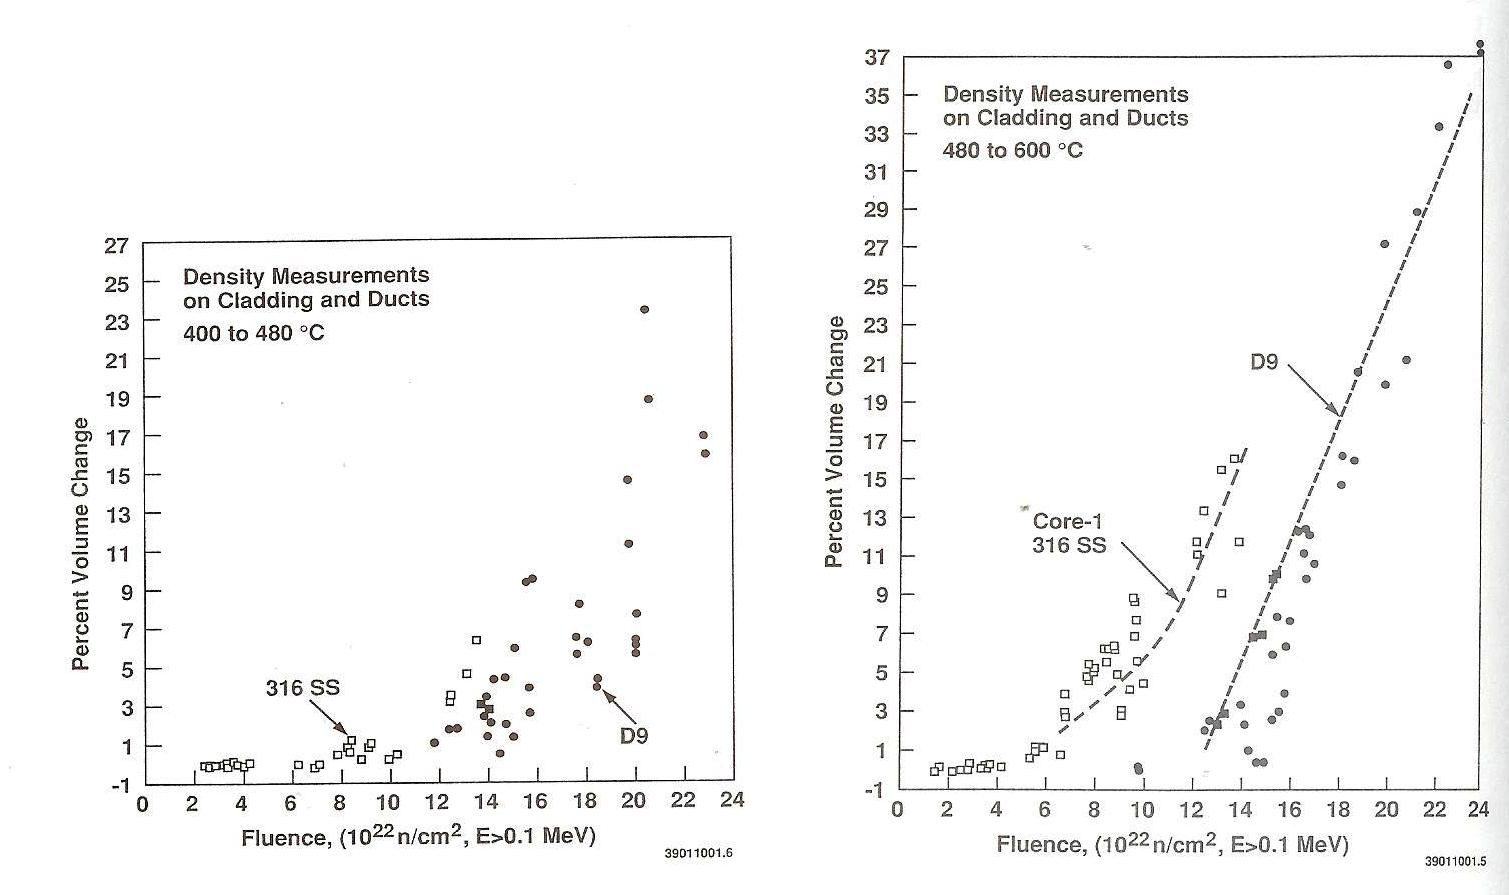 Density Measurements
on Cladding and Ducts
400 to 480 °C
27
25
23
21
19
17
15
13
11
9
7
5
3
1
-1
Percent Volume Change
316 SS
D9
0 2 4 6 8 10 12 14 16 18 20 22 24
Fluence, (10²²n/cm², E>0.1 MeV)
39011001.6
Density Measurements
on Cladding and Ducts
480 to 600 °C
37
35
33
31
29
27
25
23
21
19
17
15
13
11
9
7
5
3
1
-1
Percent Volume Change
D9
Core-1
316 SS
0 2 4 6 8 10 12 14 16 18 20 22 24
Fluence, (10²²n/cm², E>0.1 MeV)
39011001.5